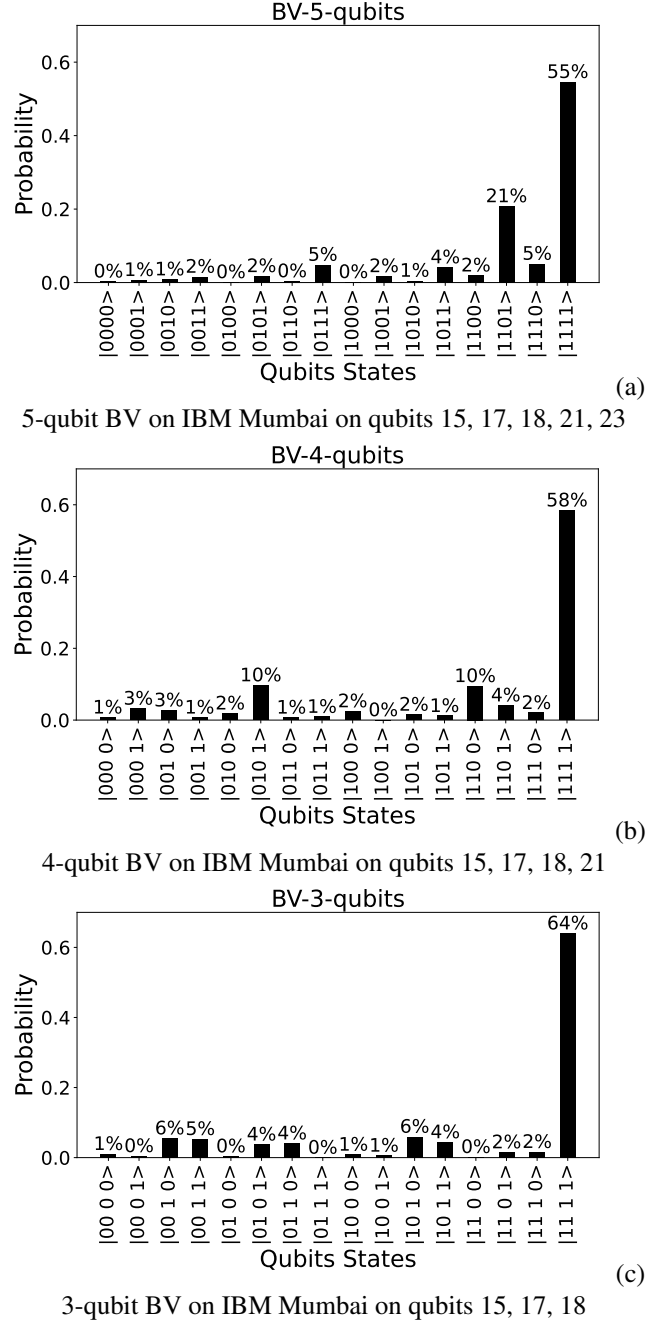 BV-5-qubits
Probability
0.6
0.4
0.2
0.0
0% 1% 1% 2% 0% 2% 0% 5% 0% 2% 1% 4% 2% 21% 5% 55%
|0000> |0001> |0010> |0011> |0100> |0101> |0110> |0111> |1000> |1001> |1010> |1011> |1100> |1101> |1110> |1111>
Qubits States
(a)
5-qubit BV on IBM Mumbai on qubits 15, 17, 18, 21, 23
BV-4-qubits
Probability
0.6
0.4
0.2
0.0
1% 3% 3% 1% 2% 10% 1% 1% 2% 0% 2% 1% 10% 4% 2% 58%
|000 0> |000 1> |001 0> |001 1> |010 0> |010 1> |011 0> |011 1> |100 0> |100 1> |101 0> |101 1> |110 0> |110 1> |111 0> |111 1>
Qubits States
(b)
4-qubit BV on IBM Mumbai on qubits 15, 17, 18, 21
BV-3-qubits
Probability
0.6
0.4
0.2
0.0
1% 0% 6% 5% 0% 4% 4% 0% 1% 1% 6% 4% 0% 2% 2% 64%
|00 0 0> |00 0 1> |00 1 0> |00 1 1> |01 0 0> |01 0 1> |01 1 0> |01 1 1> |10 0 0> |10 0 1> |10 1 0> |10 1 1> |11 0 0> |11 0 1> |11 1 0> |11 1 1>
Qubits States
(c)
3-qubit BV on IBM Mumbai on qubits 15, 17, 18